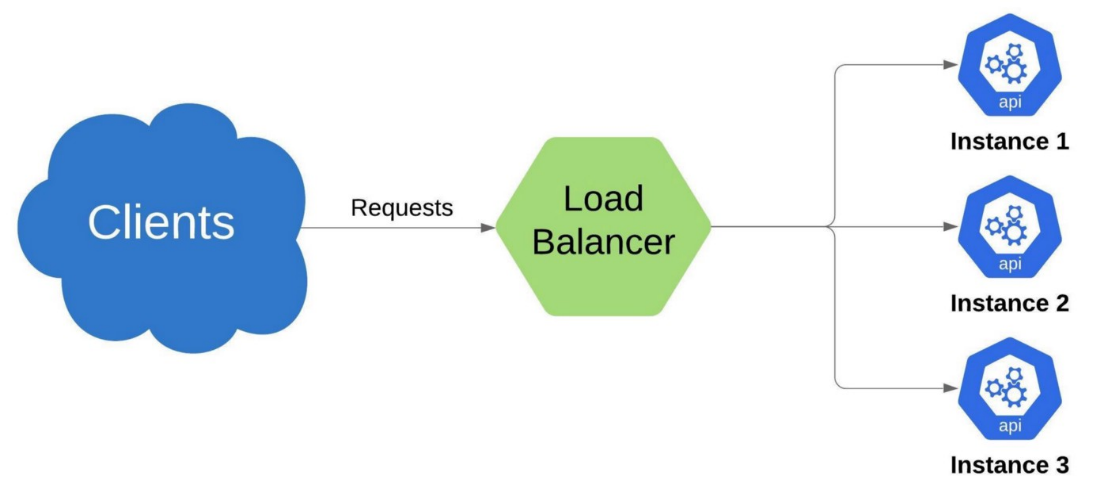 Clients
Requests
Load
Balancer
api
Instance 1
api
Instance 2
api
Instance 3